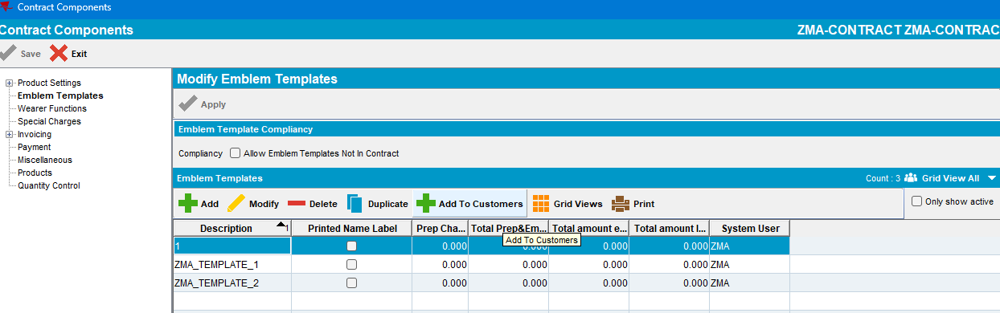 Contract Components
Contract Components ZMA-CONTRACT ZMA-CONTRAC
Save Exit
Product Settings
Emblem Templates
Wearer Functions
Special Charges
Invoicing
Payment
Miscellaneous
Products
Quantity Control
Modify Emblem Templates
Apply
Emblem Template Compliancy
Compliancy Allow Emblem Templates Not In Contract
Emblem Templates Count : 3 Grid View All
Add Modify Delete Duplicate Add To Customers Grid Views Print Only show active
Description 1 Printed Name Label Prep Cha... Total Prep&Em... Total amount e... Total amount l... System User
Add To Customers
1 0.000 0.000 0.000 0.000 ZMA
ZMA_TEMPLATE_1 0.000 0.000 0.000 0.000 ZMA
ZMA_TEMPLATE_2 0.000 0.000 0.000 0.000 ZMA